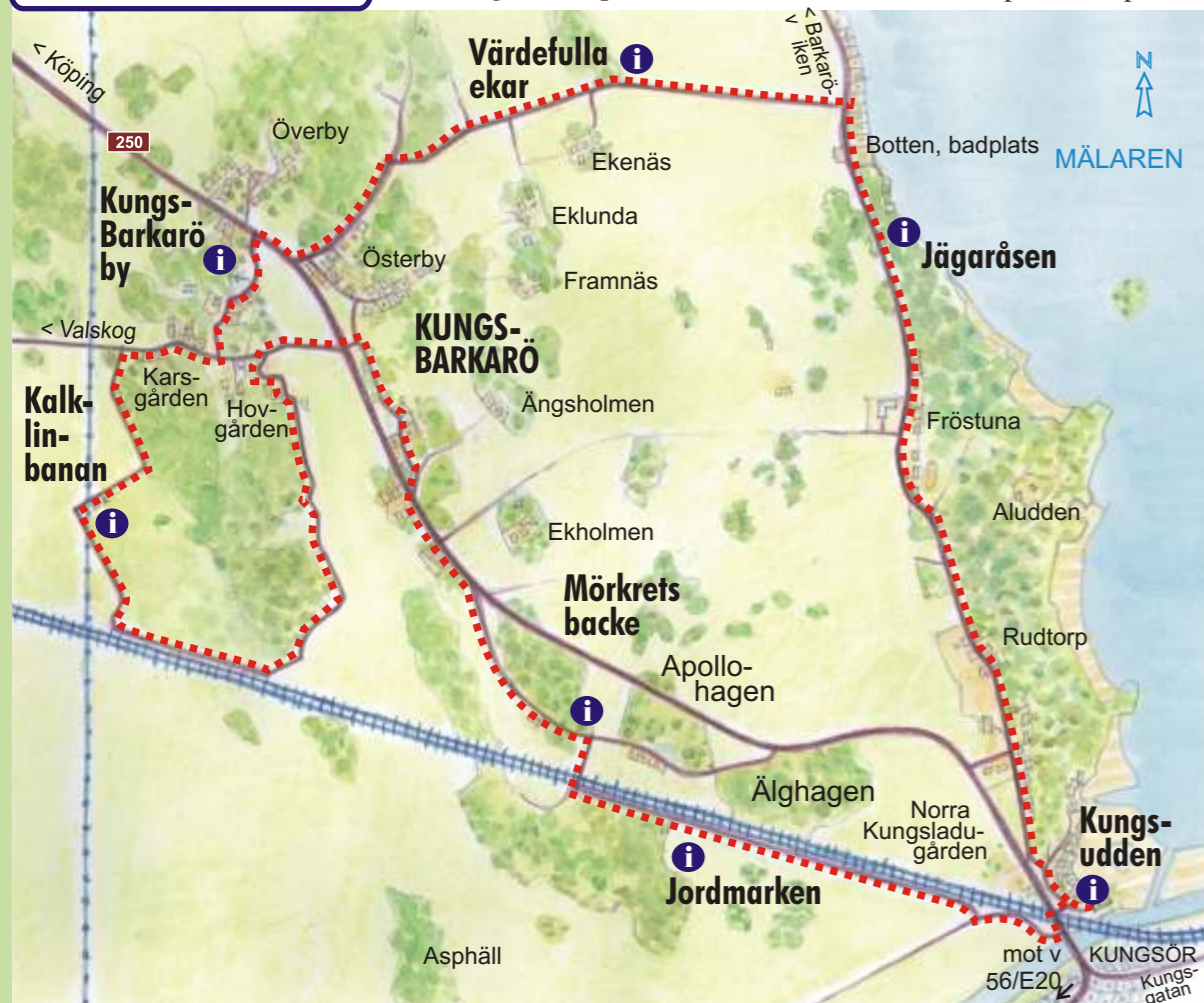 < Köping
Värdefulla
ekar
i
< Barkarö-
v iken
N
250
Överby
Ekenäs
Botten, badplats
MÄLAREN
Kungs-
Barkarö
by
i
Eklunda
i
Jägaråsen
Österby
Framnäs
< Valskog
KUNGS-
BARKARÖ
Kars-
gården
Hov-
gården
Kalk-
lin-
banan
i
Ängsholmen
Fröstuna
Aludden
Ekholmen
Mörkrets
backe
i
Rudtorp
Apollo-
hagen
Älghagen
Norra
Kungsladu-
gården
Kungs-
udden
i
i
Jordmarken
Asphäll
mot v
56/E20
KUNGSÖR
Kungs-
gatan